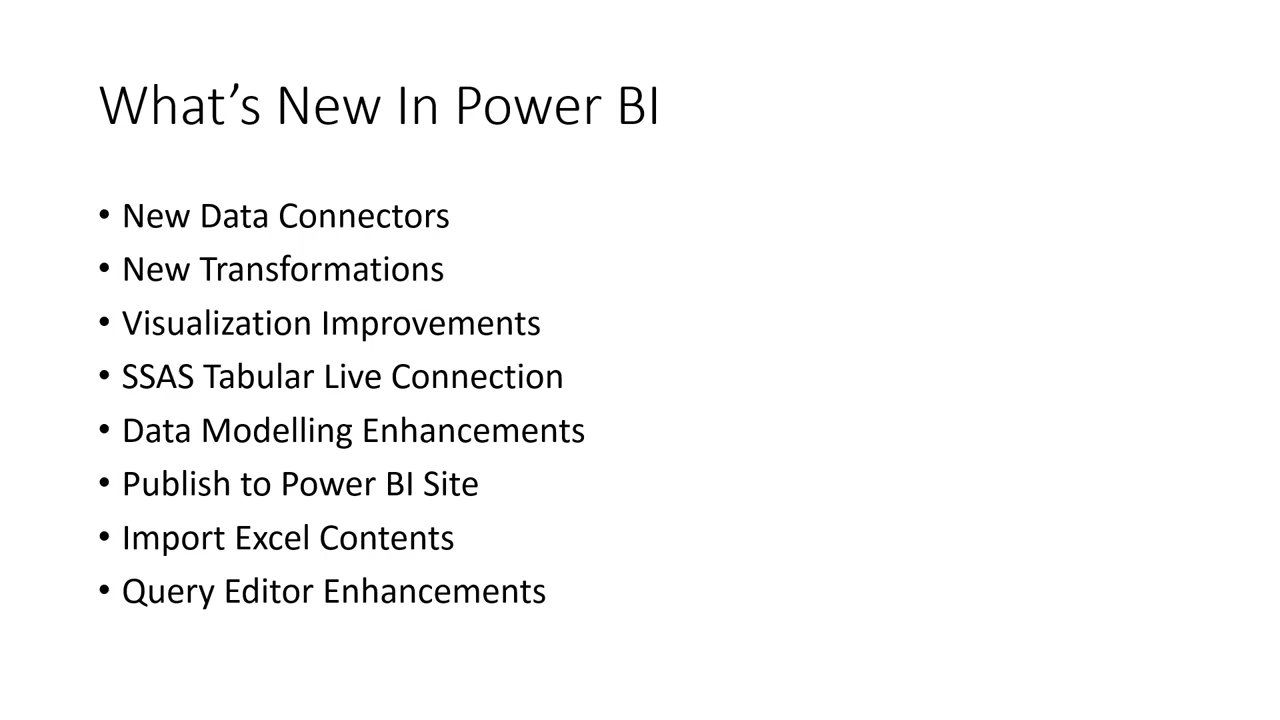 What’s New In Power BI
• New Data Connectors
• New Transformations
• Visualization Improvements
• SSAS Tabular Live Connection
• Data Modelling Enhancements
• Publish to Power BI Site
• Import Excel Contents
• Query Editor Enhancements